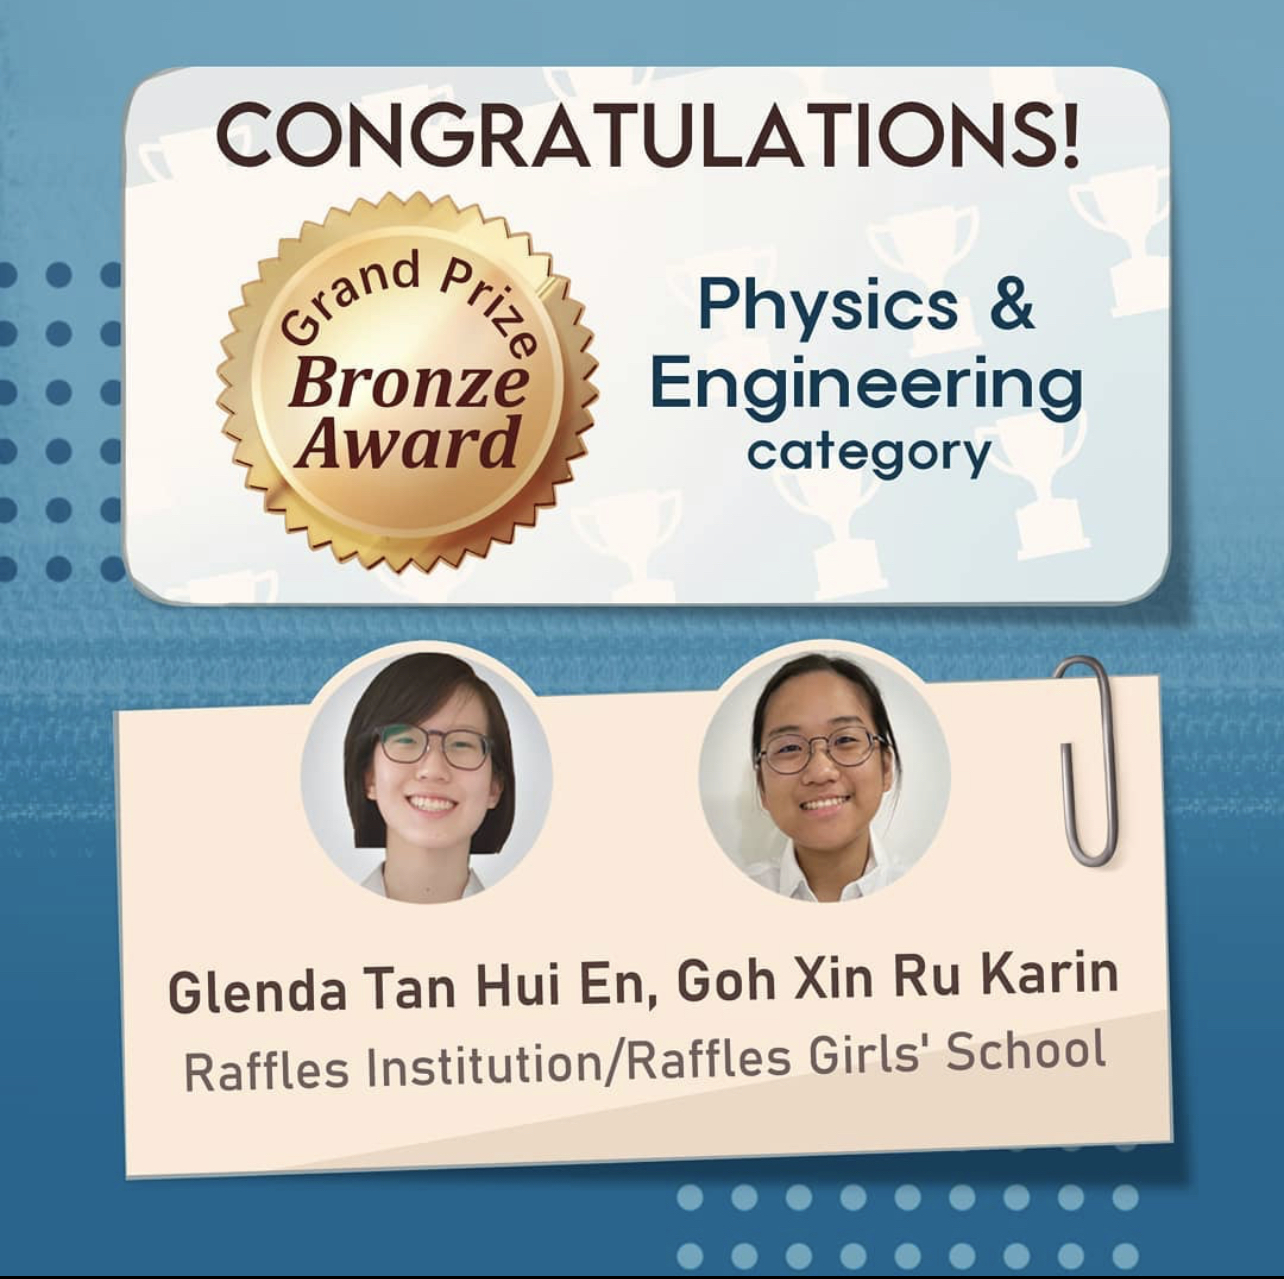 CONGRATULATIONS!
Grand Prize
Bronze
Award
Physics &
Engineering
category
Glenda Tan Hui En, Goh Xin Ru Karin
Raffles Institution/Raffles Girls' School